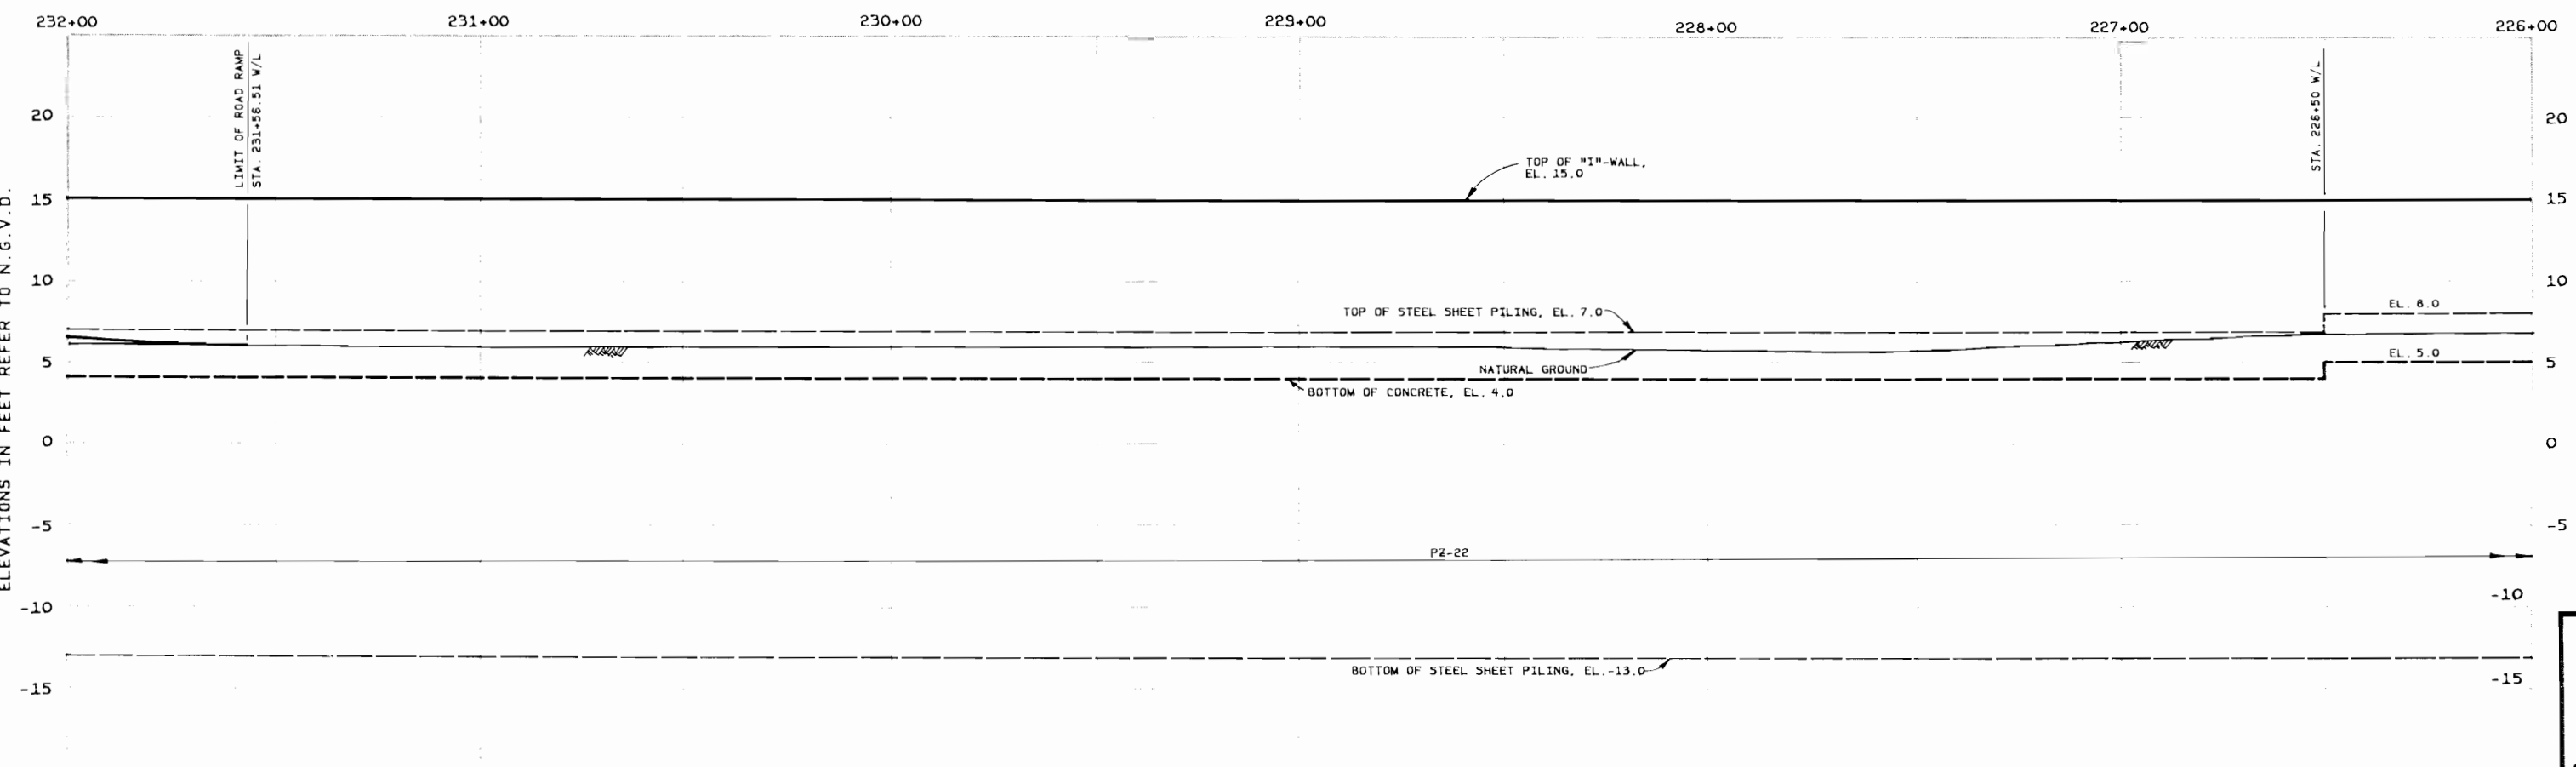 232+00 231+00 230+00 229+00 228+00 227+00 226+00
LIMIT OF ROAD RAMP
STA. 231+56.51 W/L
STA. 226+50 W/L
ELEVATIONS IN FEET REFER TO N.G.V.D.
20 20
TOP OF "I"-WALL,
EL. 15.0
15 15
10 10
EL. 8.0
TOP OF STEEL SHEET PILING, EL. 7.0
5 5
EL. 5.0
NATURAL GROUND
BOTTOM OF CONCRETE, EL. 4.0
0 0
-5 -5
PZ-22
-10 -10
BOTTOM OF STEEL SHEET PILING, EL.-13.0
-15 -15